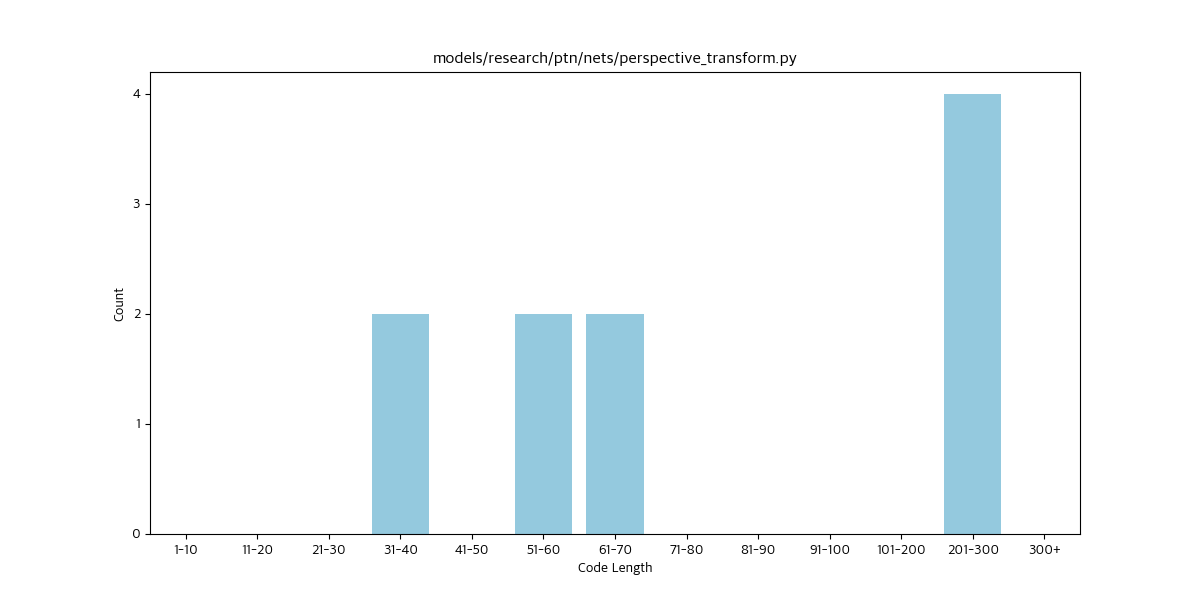 models/research/ptn/nets/perspective_transform.py
4
3
2
1
0
Count
1-10 11-20 21-30 31-40 41-50 51-60 61-70 71-80 81-90 91-100 101-200 201-300 300+
Code Length